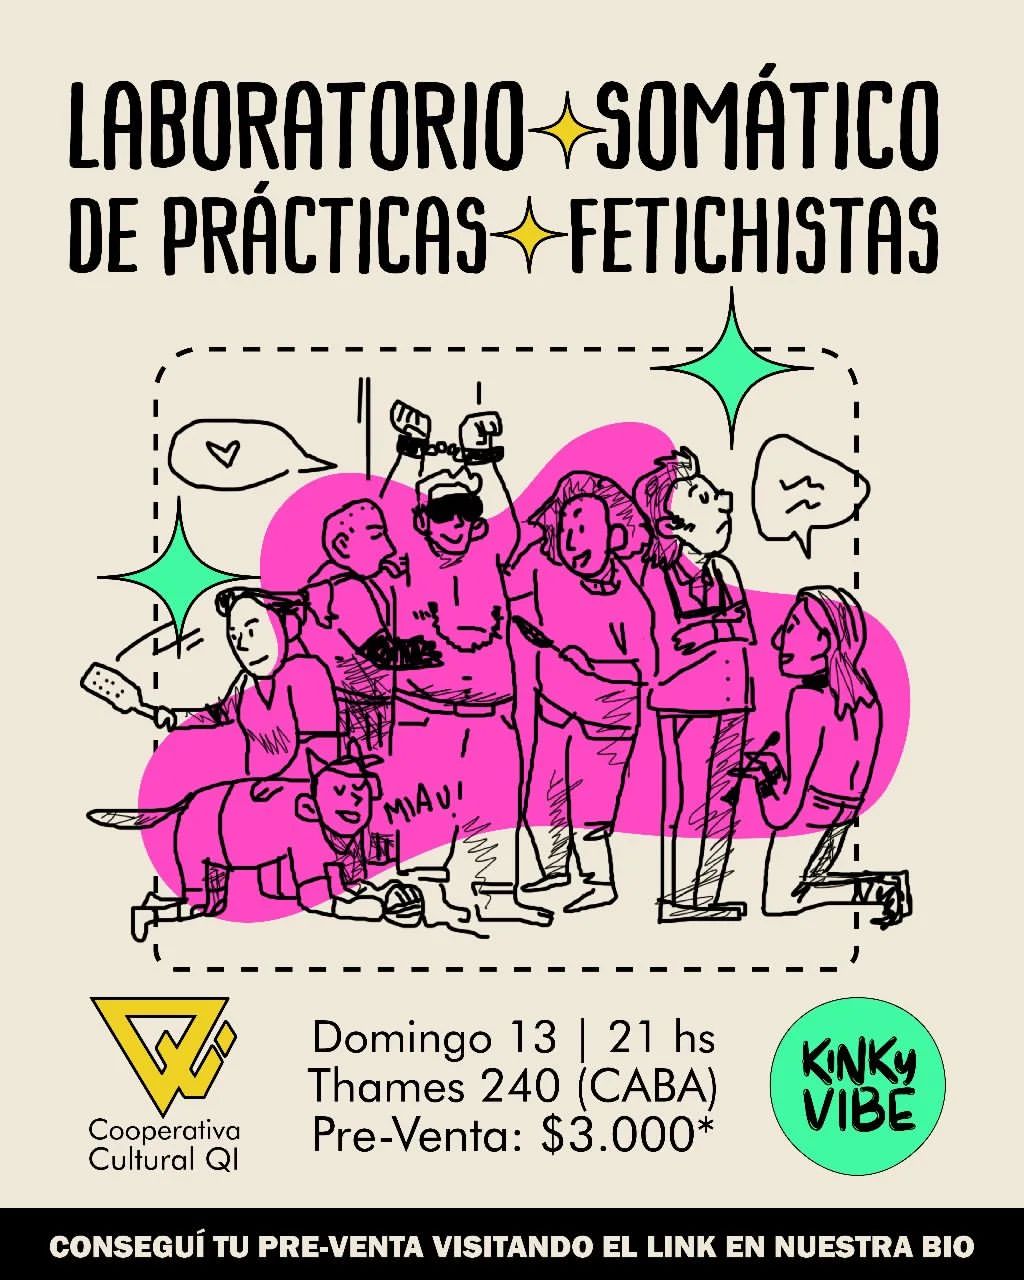 LABORATORIO SOMÁTICO
DE PRÁCTICAS FETICHISTAS
MIAU!
Qi
Cooperativa
Cultural QI
Domingo 13 | 21 hs
Thames 240 (CABA)
Pre-Venta: $3.000*
KINKy
VIBE
CONSEGUÍ TU PRE-VENTA VISITANDO EL LINK EN NUESTRA BIO